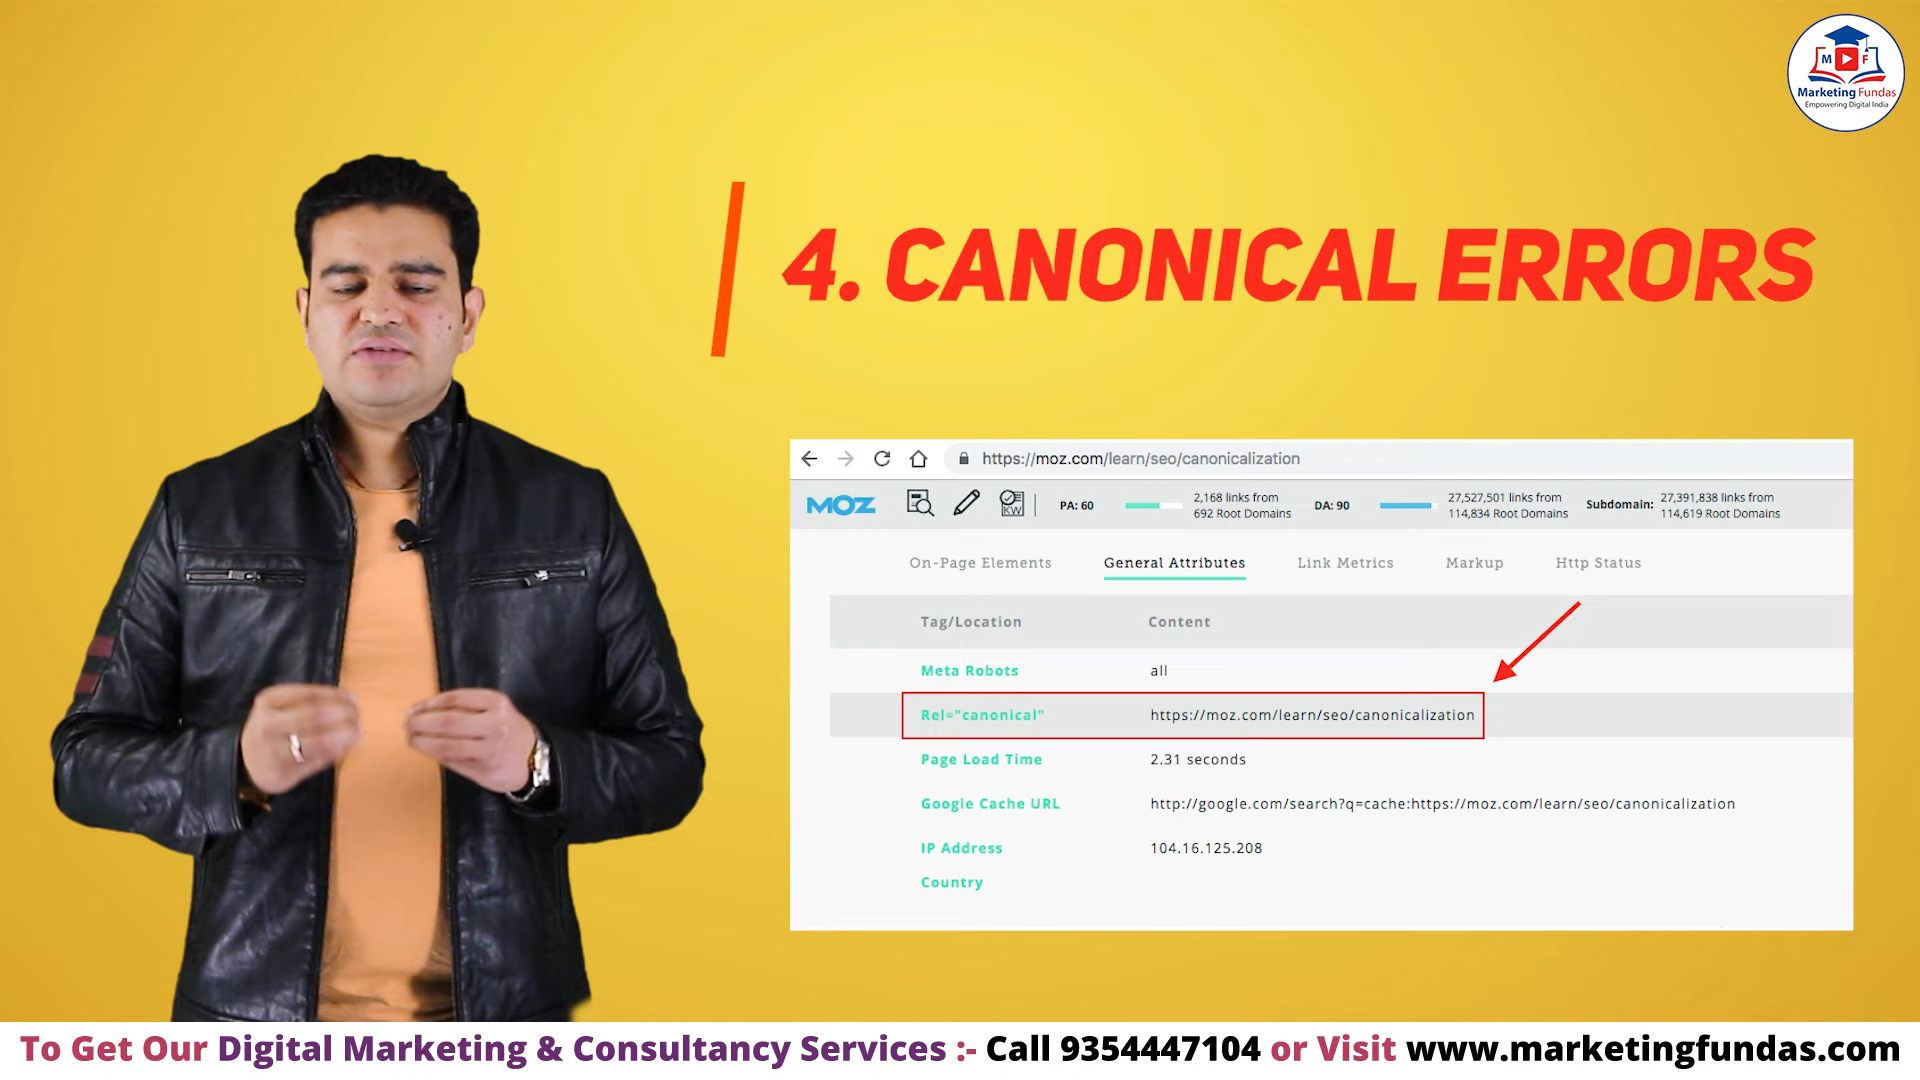 M F
Marketing Fundas
Empowering Digital India
4. CANONICAL ERRORS
https://moz.com/learn/seo/canonicalization
MOZ
KW
PA: 60
2,168 links from
692 Root Domains
DA: 90
27,527,501 links from
114,834 Root Domains
Subdomain:
27,391,838 links from
114,619 Root Domains
On-Page Elements General Attributes Link Metrics Markup Http Status
Tag/Location Content
Meta Robots all
Rel="canonical" https://moz.com/learn/seo/canonicalization
Page Load Time 2.31 seconds
Google Cache URL http://google.com/search?q=cache:https://moz.com/learn/seo/canonicalization
IP Address 104.16.125.208
Country
To Get Our Digital Marketing & Consultancy Services :- Call 9354447104 or Visit www.marketingfundas.com